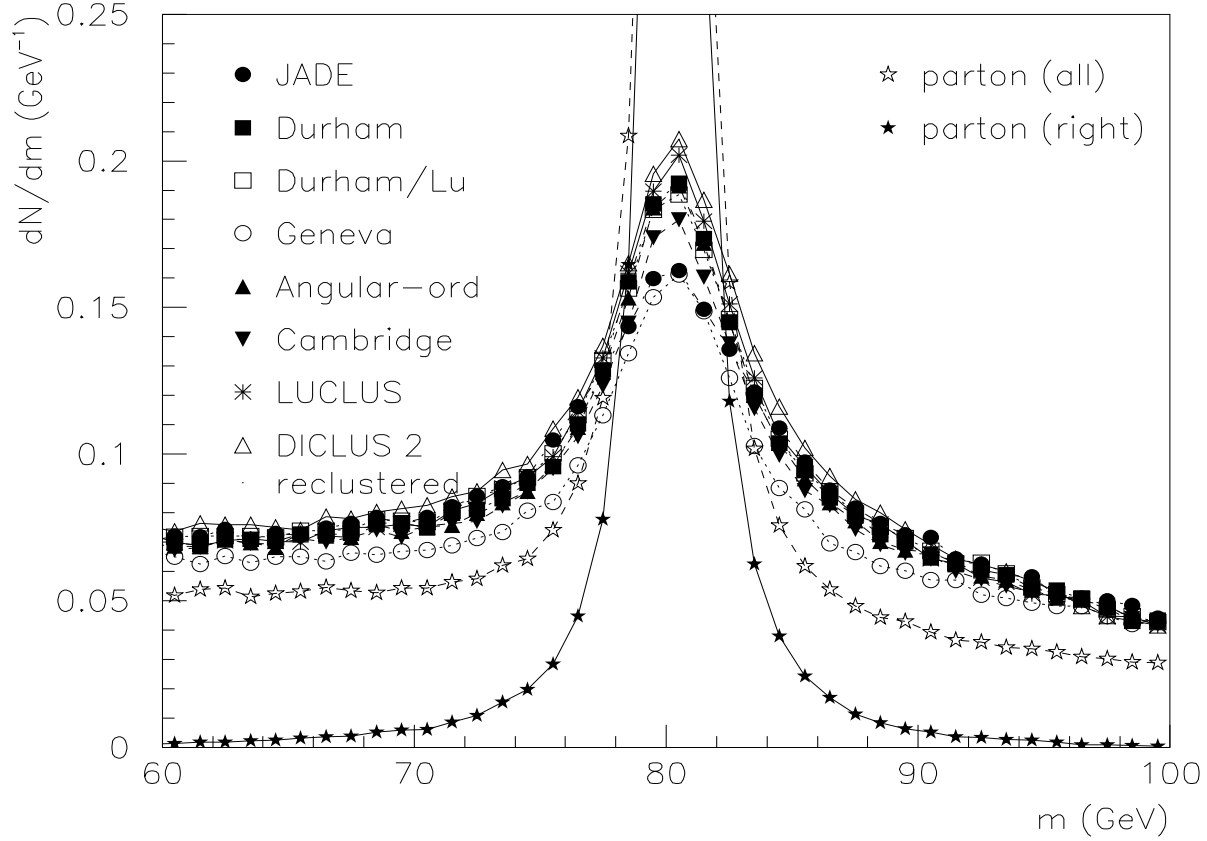 dN/dm (GeV⁻¹)
0.25
0.2
0.15
0.1
0.05
0
JADE
Durham
Durham/Lu
Geneva
Angular-ord
Cambridge
LUCLUS
DICLUS 2
reclustered
parton (all)
parton (right)
60 70 80 90 100
m (GeV)